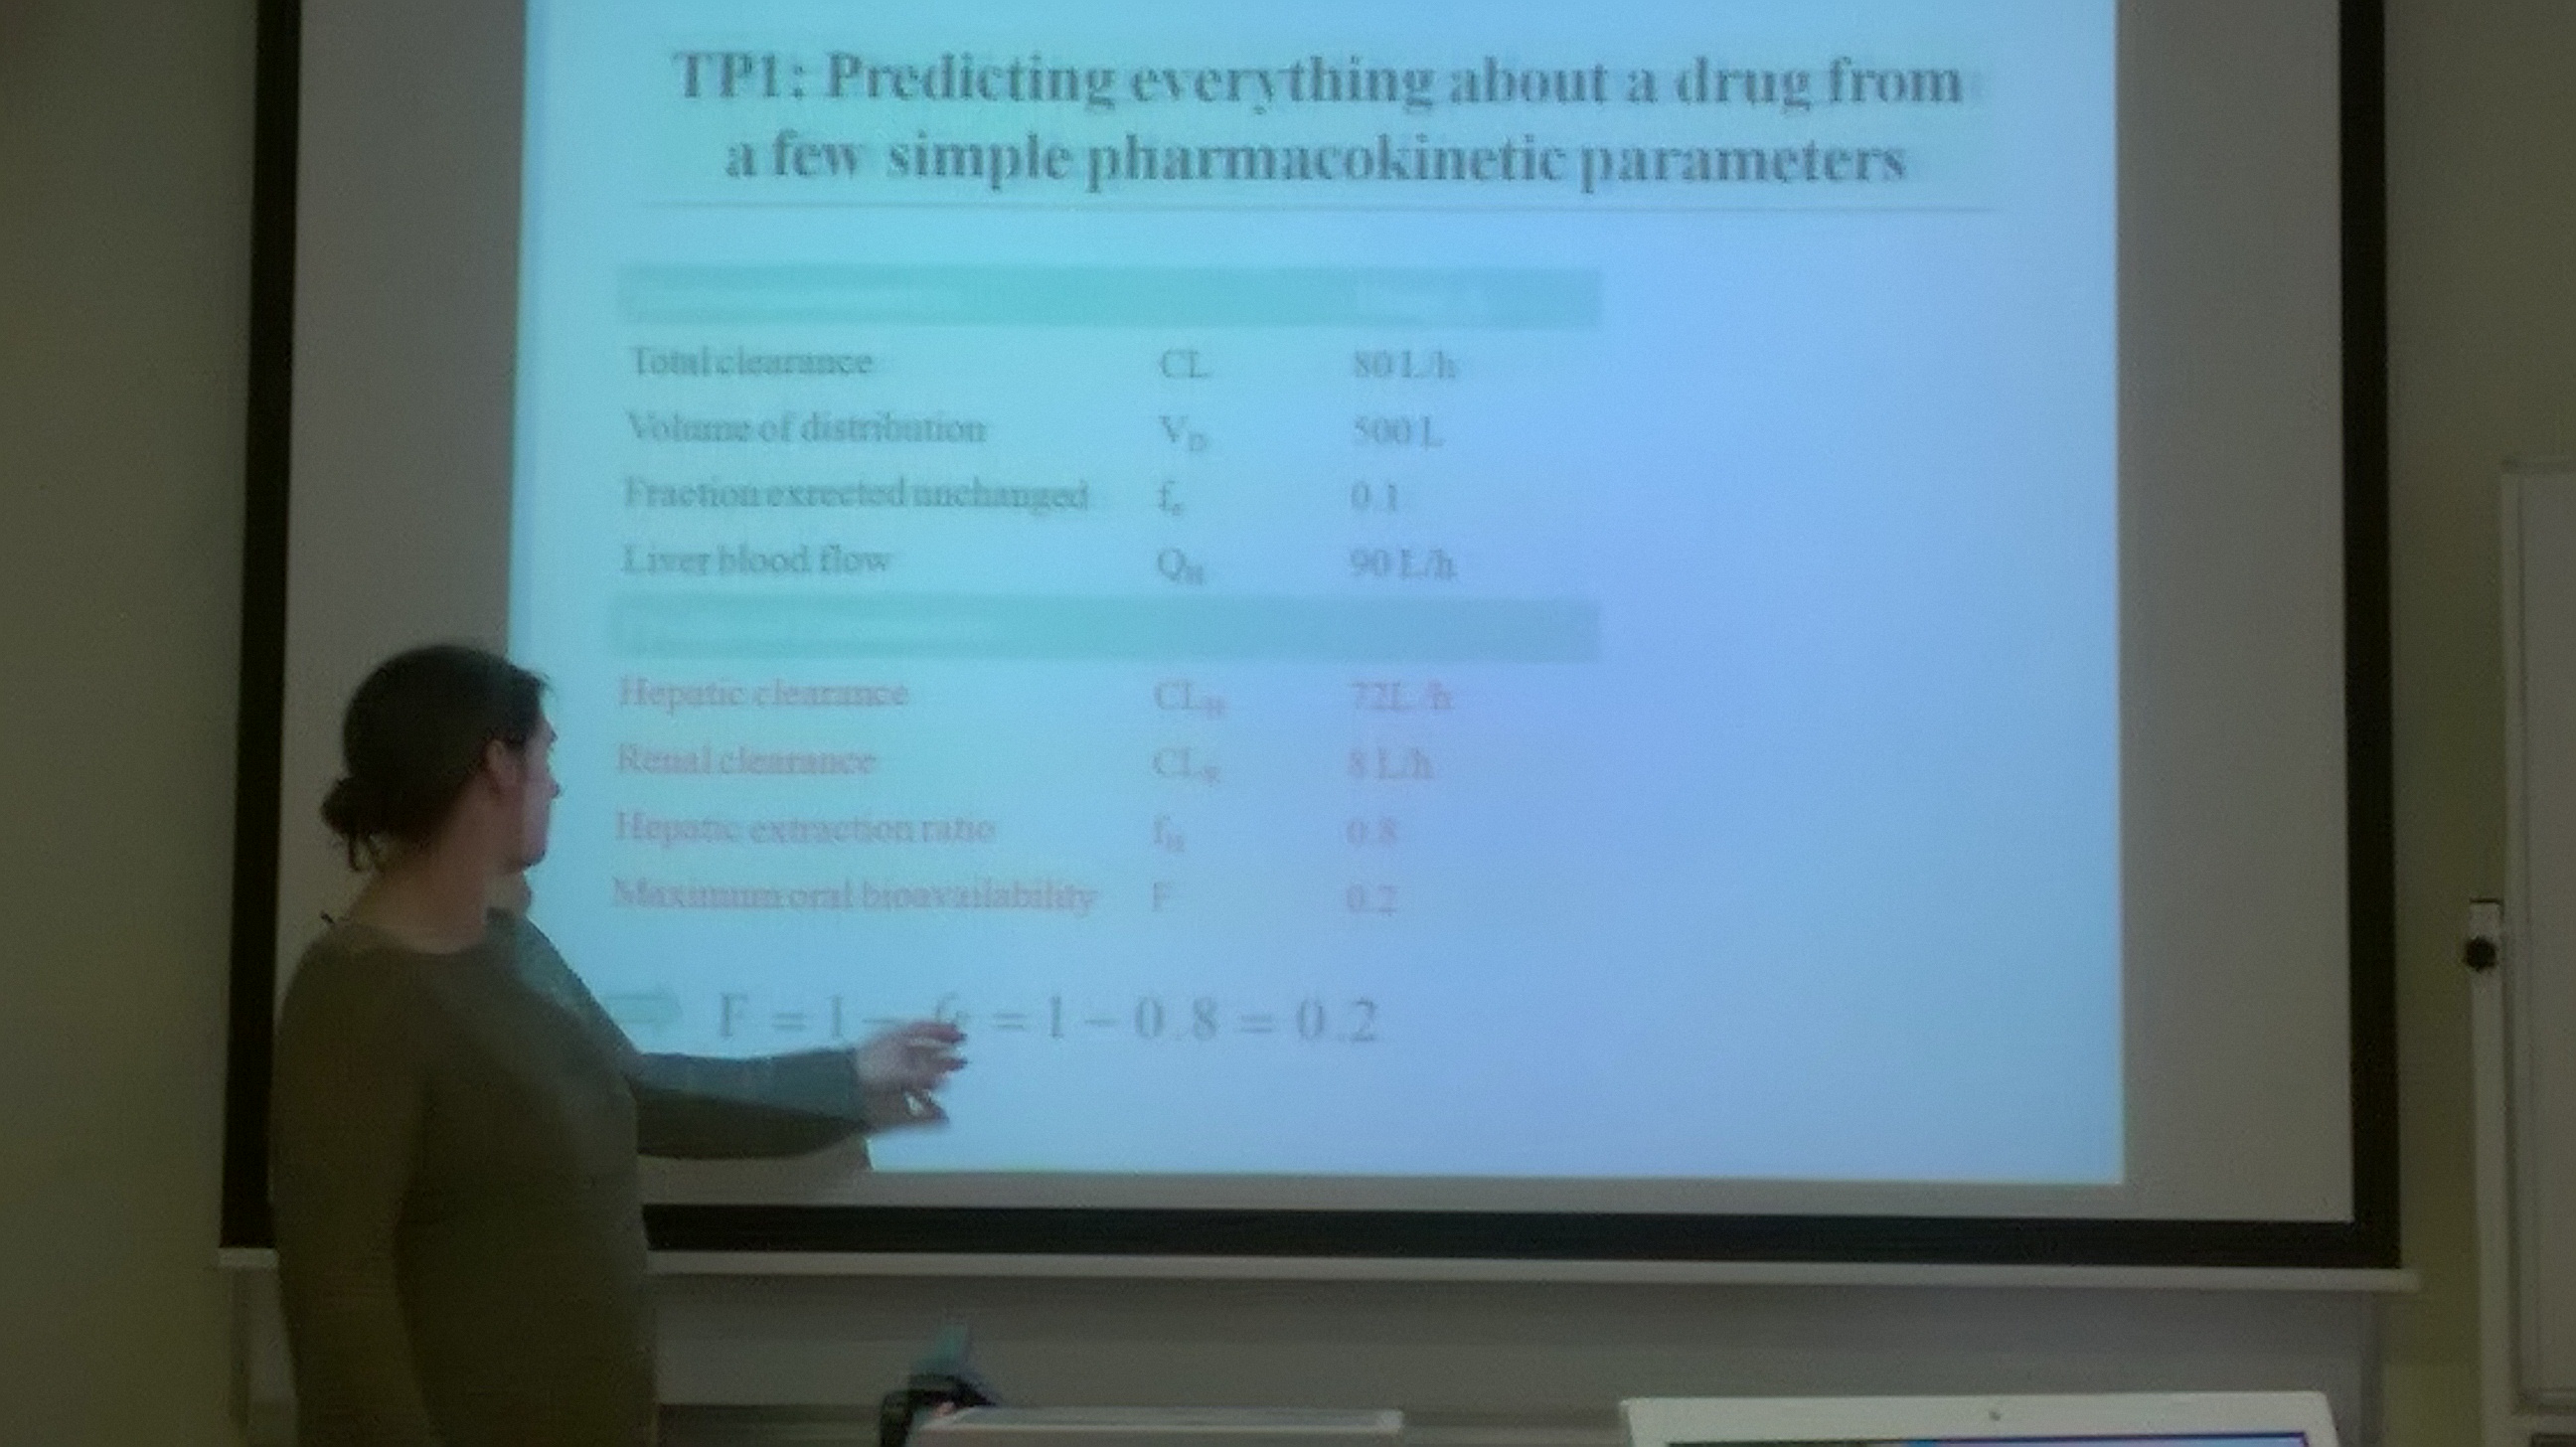 TP1: Predicting everything about a drug from
a few simple pharmacokinetic parameters
Total clearance CL 80 L/h
Volume of distribution V_D 500 L
Fraction exrected unchanged f_e 0.1
Liver blood flow Q_H 90 L/h
Hepatic clearance CL_H 72L /h
Renal clearance CL_R 8 L/h
Hepatic extraction ratio f_H 0.8
Maximum oral bioavailability F 0.2
F = 1 − = 1 − 0.8 = 0.2